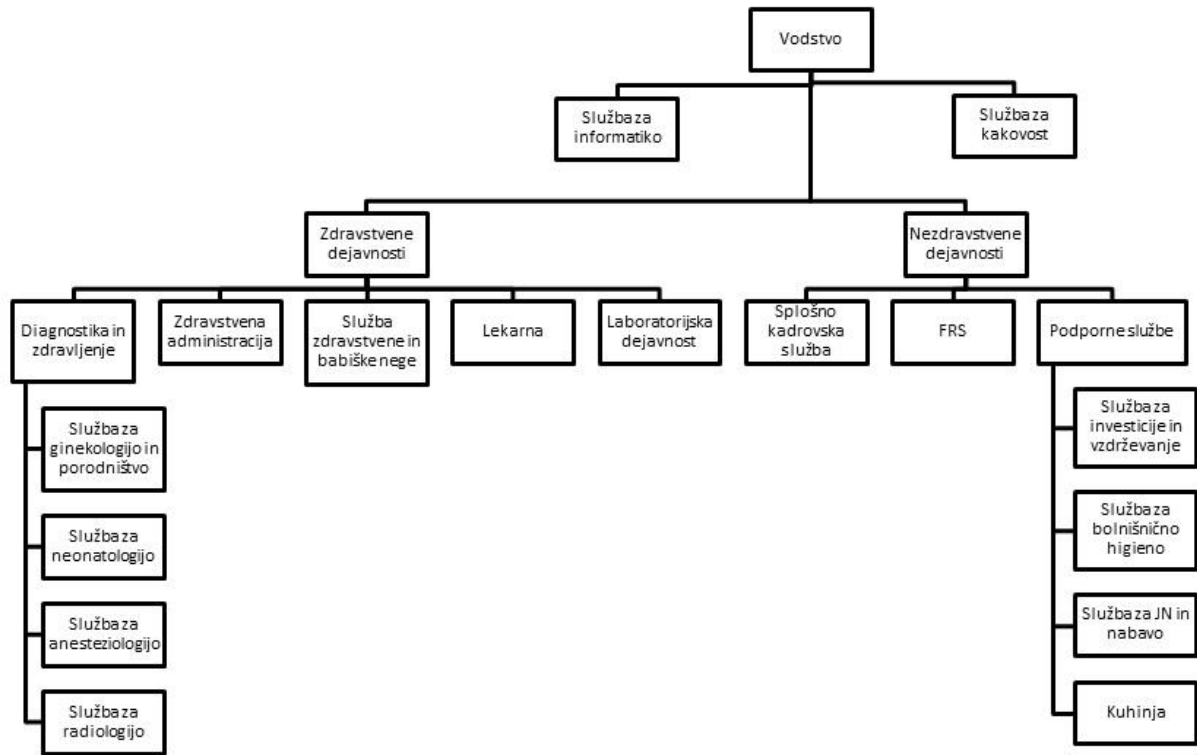 Vodstvo
Služba za
informatiko
Služba za
kakovost
Zdravstvene
dejavnosti
Nezdravstvene
dejavnosti
Diagnostika in
zdravljenje
Zdravstvena
administracija
Služba
zdravstvene in
babiške nege
Lekarna
Laboratorijska
dejavnost
Splošno
kadrovska
služba
FRS
Podporne službe
Služba za
ginekologijo in
porodništvo
Služba za
neonatologijo
Služba za
anesteziologijo
Služba za
radiologijo
Služba za
investicije in
vzdrževanje
Služba za
bolnišnično
higieno
Služba za JN in
nabavo
Kuhinja